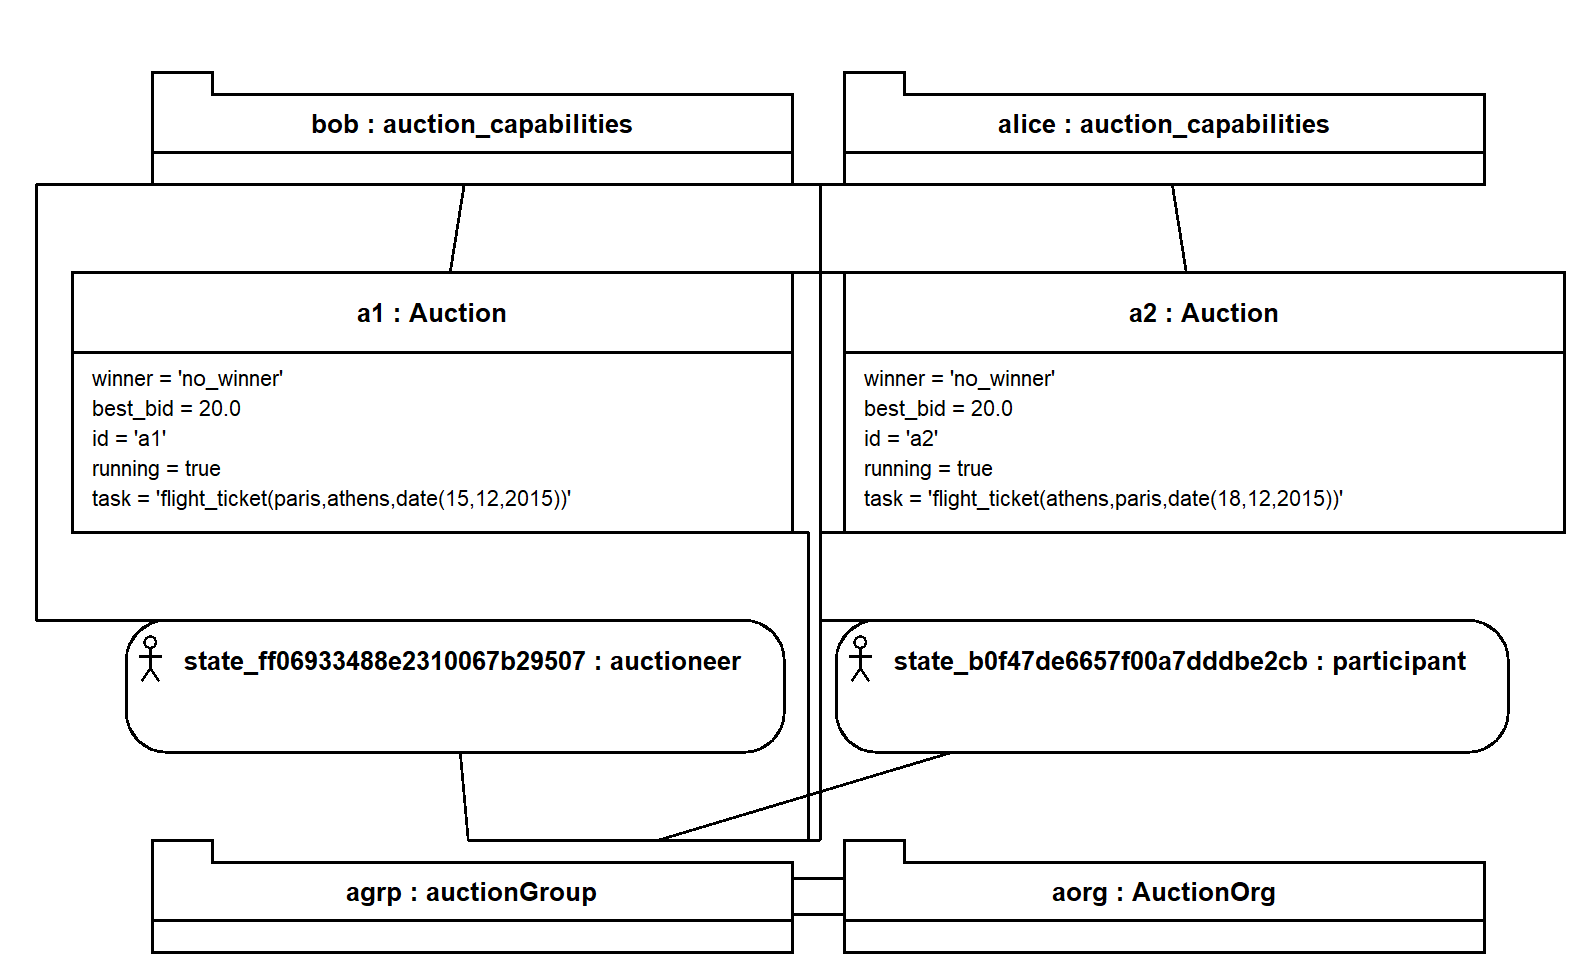 bob : auction_capabilities
alice : auction_capabilities
a1 : Auction
winner = 'no_winner'
best_bid = 20.0
id = 'a1'
running = true
task = 'flight_ticket(paris,athens,date(15,12,2015))'
a2 : Auction
winner = 'no_winner'
best_bid = 20.0
id = 'a2'
running = true
task = 'flight_ticket(athens,paris,date(18,12,2015))'
state_ff06933488e2310067b29507 : auctioneer
state_b0f47de6657f00a7dddbe2cb : participant
agrp : auctionGroup
aorg : AuctionOrg